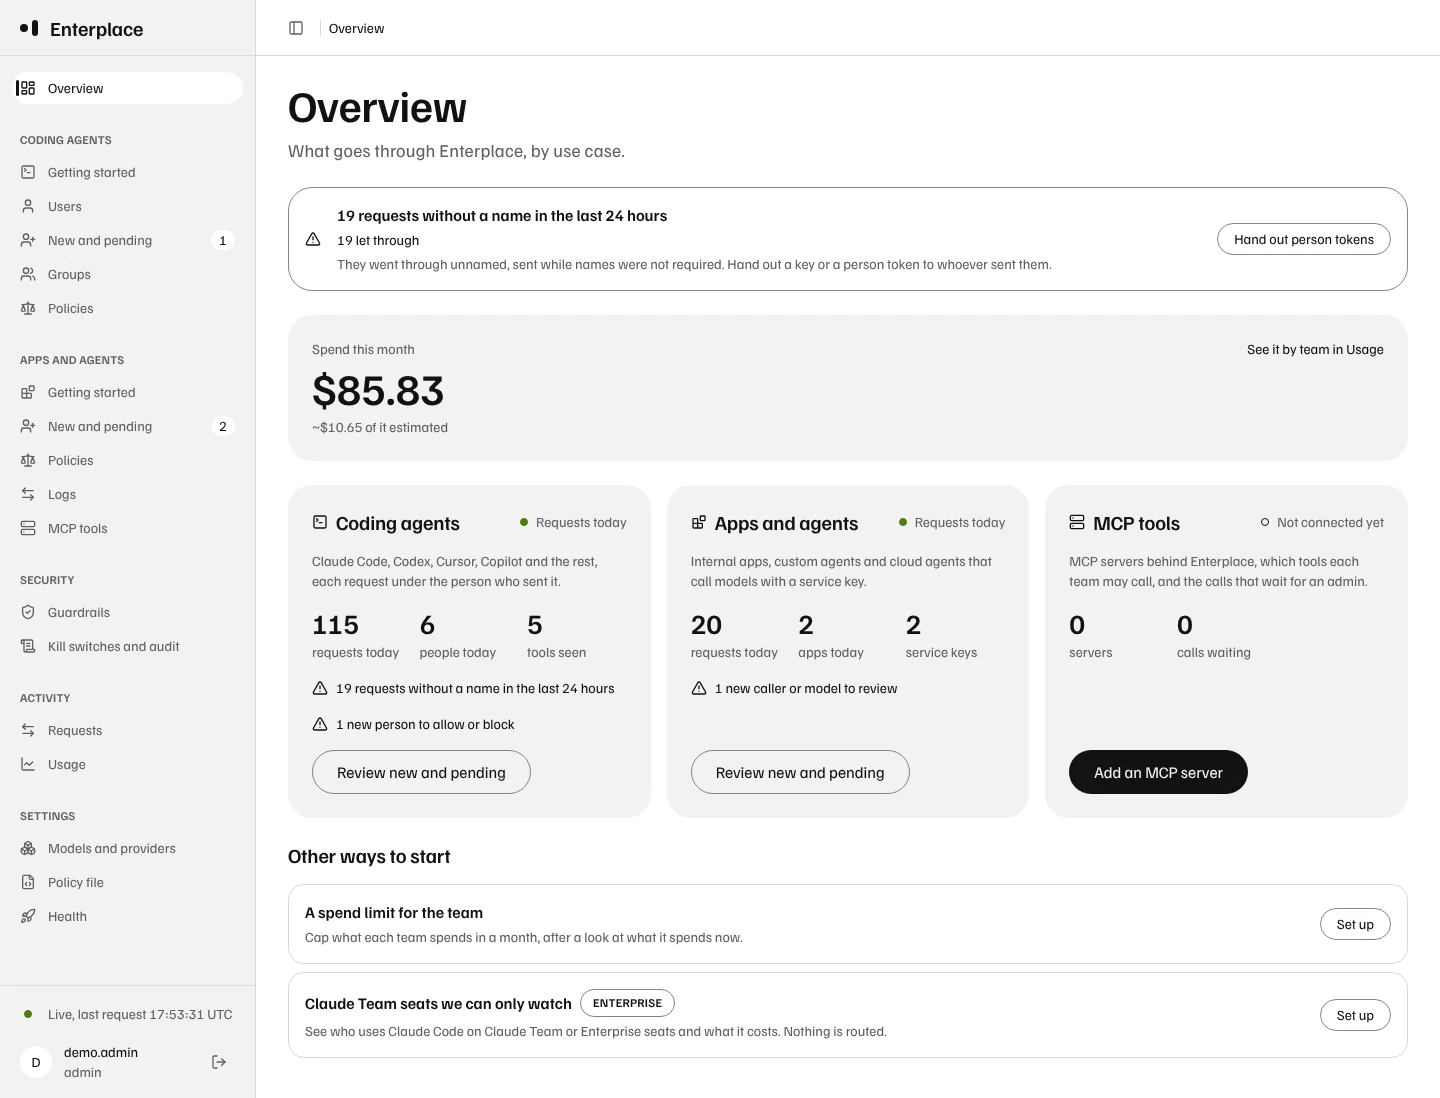 Enterplace
Overview
CODING AGENTS
Getting started
Users
New and pending 1
Groups
Policies
APPS AND AGENTS
Getting started
New and pending 2
Policies
Logs
MCP tools
SECURITY
Guardrails
Kill switches and audit
ACTIVITY
Requests
Usage
SETTINGS
Models and providers
Policy file
Health
Live, last request 17:53:31 UTC
D
demo.admin
admin
Overview
Overview
What goes through Enterplace, by use case.
19 requests without a name in the last 24 hours
19 let through
They went through unnamed, sent while names were not required. Hand out a key or a person token to whoever sent them.
Hand out person tokens
Spend this month
See it by team in Usage
$85.83
~$10.65 of it estimated
Coding agents
Requests today
Claude Code, Codex, Cursor, Copilot and the rest,
each request under the person who sent it.
115 6 5
requests today people today tools seen
19 requests without a name in the last 24 hours
1 new person to allow or block
Review new and pending
Apps and agents
Requests today
Internal apps, custom agents and cloud agents that
call models with a service key.
20 2 2
requests today apps today service keys
1 new caller or model to review
Review new and pending
MCP tools
Not connected yet
MCP servers behind Enterplace, which tools each
team may call, and the calls that wait for an admin.
0 0
servers calls waiting
Add an MCP server
Other ways to start
A spend limit for the team
Cap what each team spends in a month, after a look at what it spends now.
Set up
Claude Team seats we can only watch ENTERPRISE
See who uses Claude Code on Claude Team or Enterprise seats and what it costs. Nothing is routed.
Set up